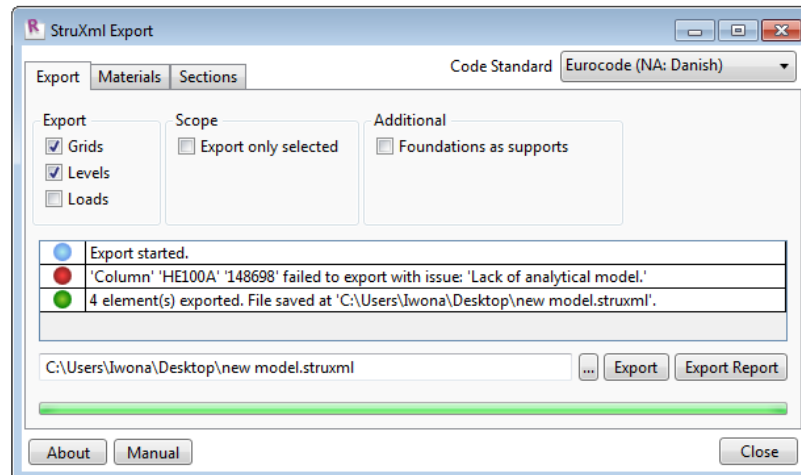 StruXml Export
Export Materials Sections Code Standard Eurocode (NA: Danish)
Export Scope Additional
Grids Export only selected Foundations as supports
Levels
Loads
Export started.
'Column' 'HE100A' '148698' failed to export with issue: 'Lack of analytical model.'
4 element(s) exported. File saved at 'C:\Users\Iwona\Desktop\new model.struxml'.
C:\Users\Iwona\Desktop\new model.struxml ... Export Export Report
About Manual Close